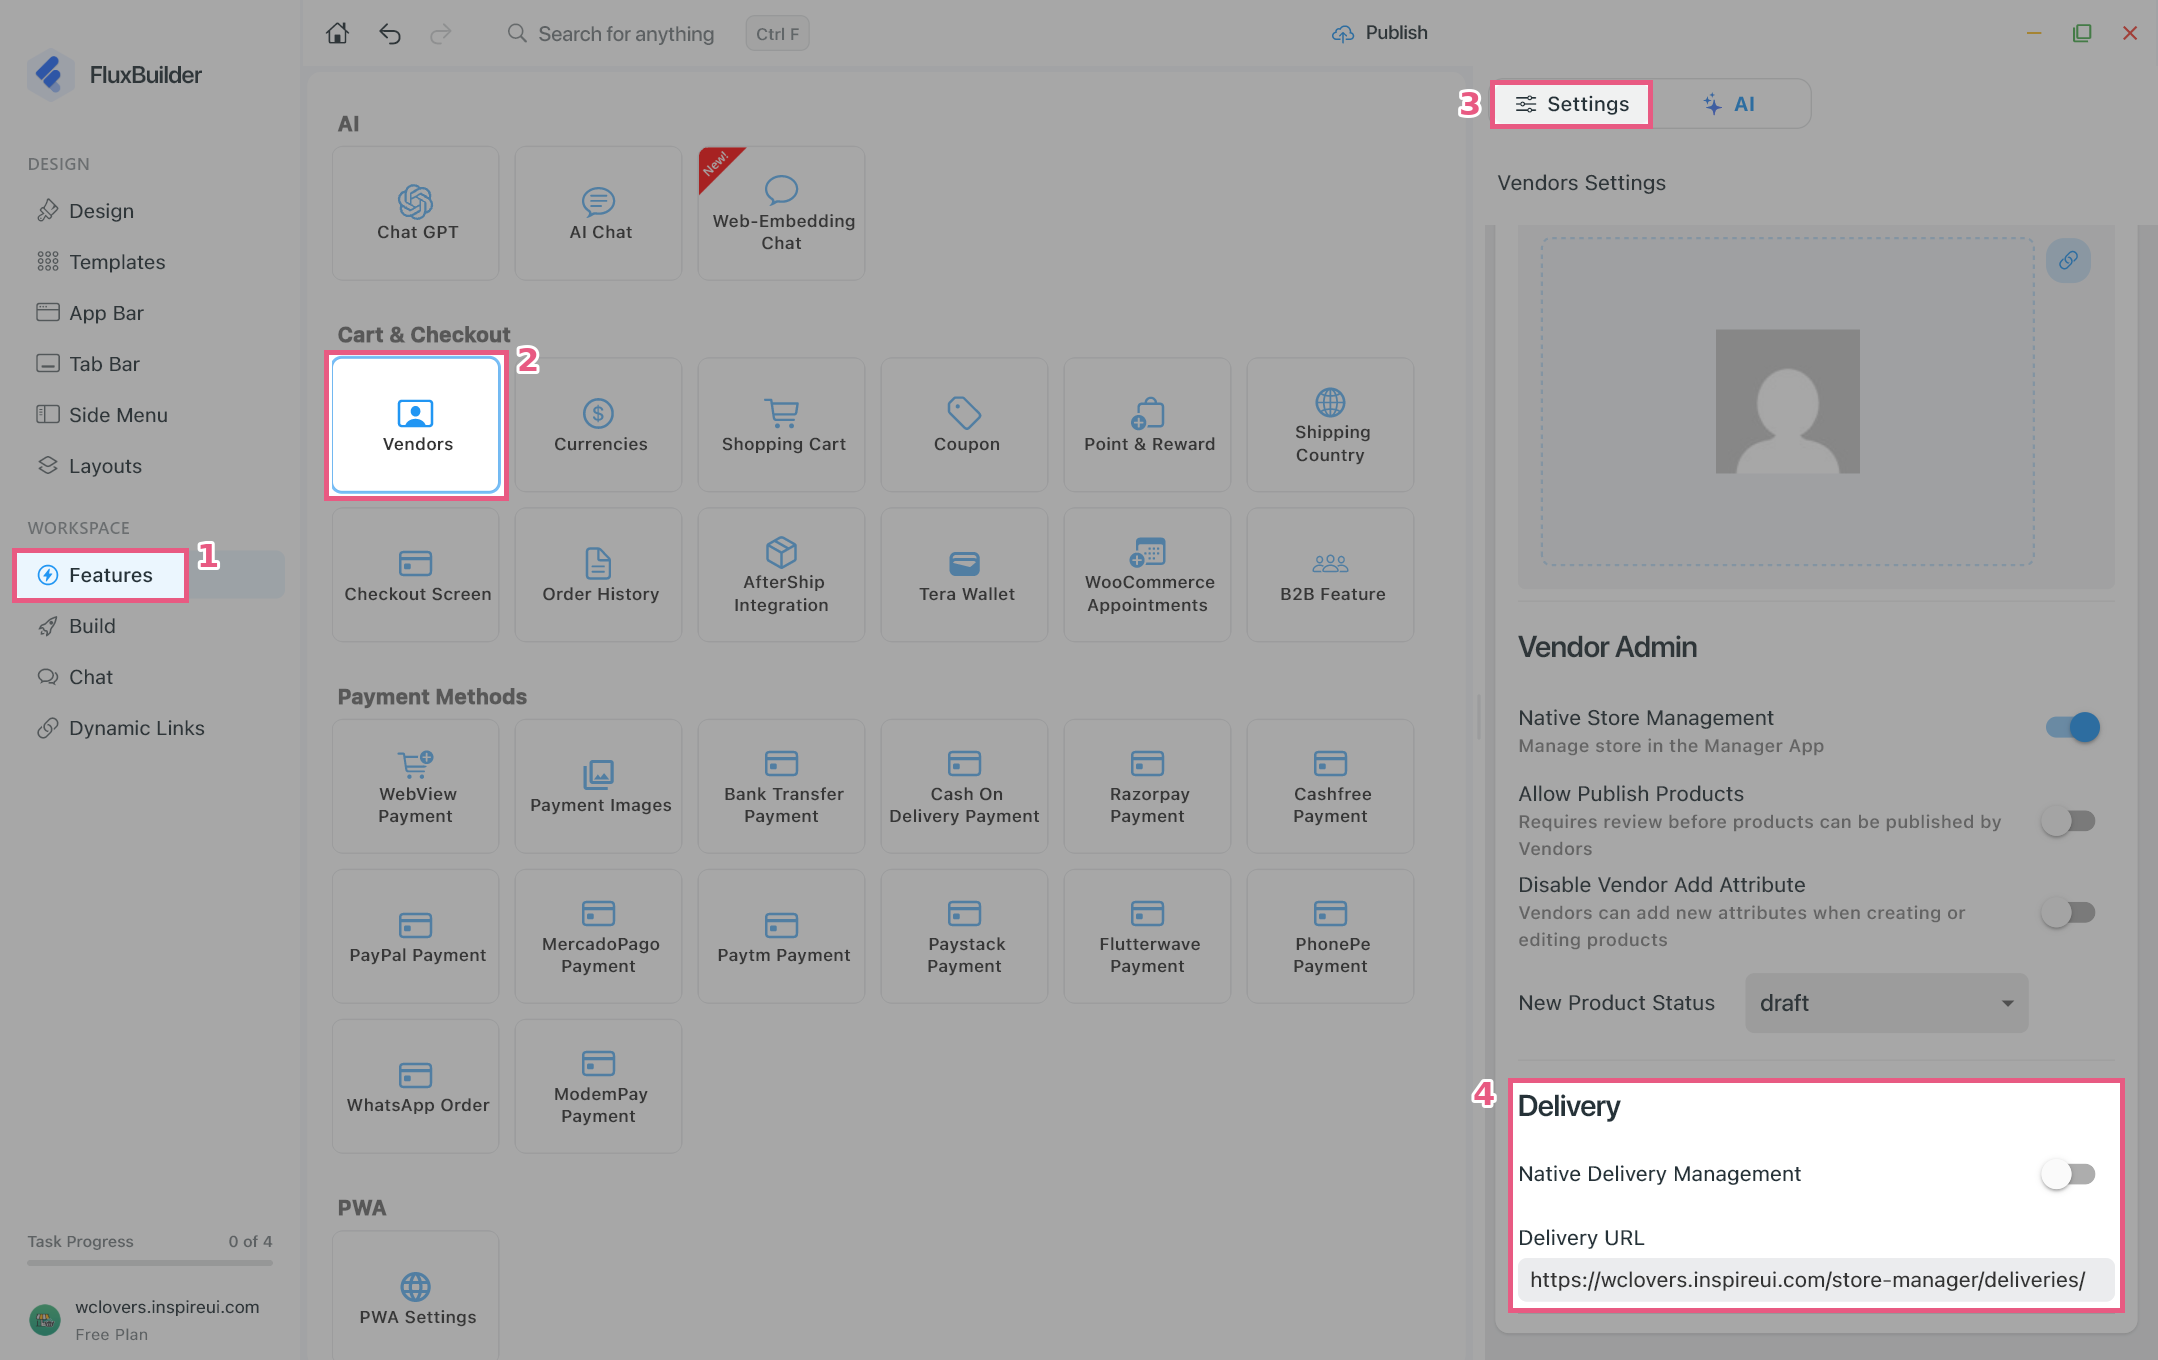 FluxBuilder
Search for anything
Ctrl F
Publish
DESIGN
Design
Templates
App Bar
Tab Bar
Side Menu
Layouts
WORKSPACE
Features
1
Build
Chat
Dynamic Links
Task Progress
0 of 4
wclovers.inspireui.com
Free Plan
AI
Chat GPT
AI Chat
New!
Web-Embedding
Chat
Cart & Checkout
2
Vendors
Currencies
Shopping Cart
Coupon
Point & Reward
Shipping
Country
Checkout Screen
Order History
AfterShip
Integration
Tera Wallet
WooCommerce
Appointments
B2B Feature
Payment Methods
WebView
Payment
Payment Images
Bank Transfer
Payment
Cash On
Delivery Payment
Razorpay
Payment
Cashfree
Payment
PayPal Payment
MercadoPago
Payment
Paytm Payment
Paystack
Payment
Flutterwave
Payment
PhonePe
Payment
WhatsApp Order
ModemPay
Payment
PWA
PWA Settings
3
Settings
AI
Vendors Settings
Vendor Admin
Native Store Management
Manage store in the Manager App
Allow Publish Products
Requires review before products can be published by
Vendors
Disable Vendor Add Attribute
Vendors can add new attributes when creating or
editing products
New Product Status
draft
4
Delivery
Native Delivery Management
Delivery URL
https://wclovers.inspireui.com/store-manager/deliveries/